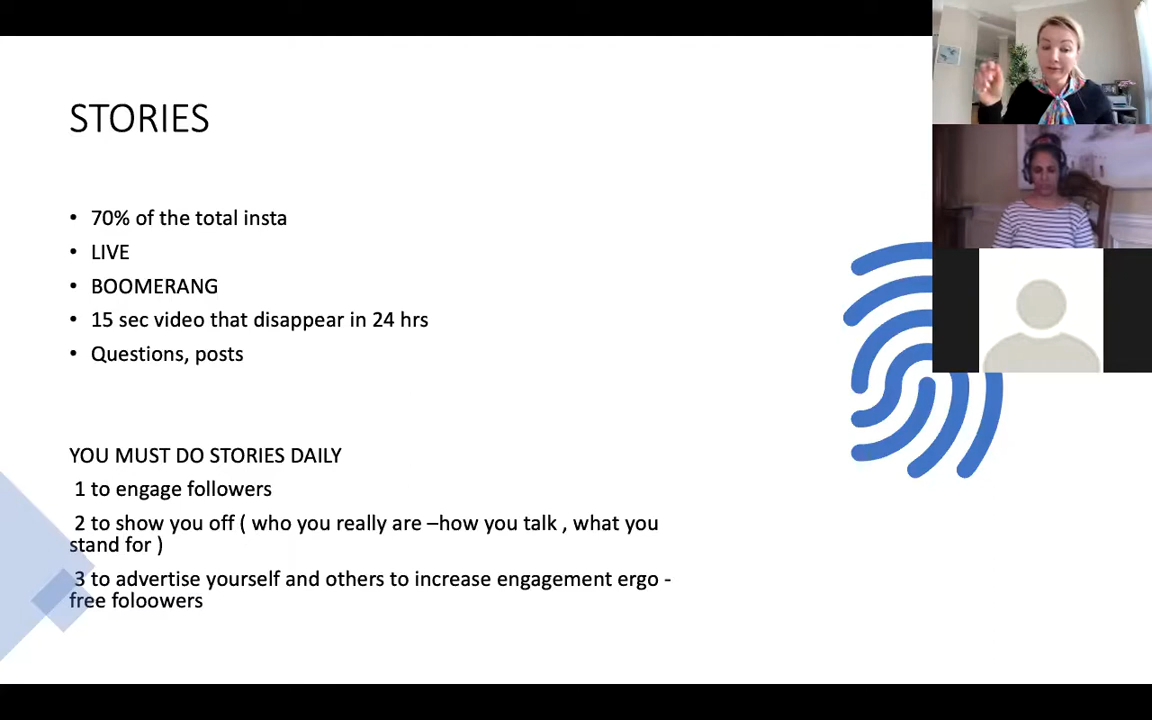 STORIES
• 70% of the total insta
• LIVE
• BOOMERANG
• 15 sec video that disappear in 24 hrs
• Questions, posts
YOU MUST DO STORIES DAILY
1 to engage followers
2 to show you off ( who you really are –how you talk , what you
stand for )
3 to advertise yourself and others to increase engagement ergo -
free foloowers